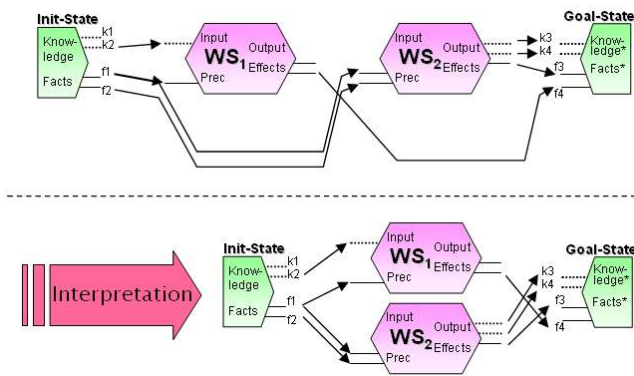 Init-State
Know-
ledge
Facts
k1
k2
f1
f2
Input
Prec
WS1
Output
Effects
Input
Prec
WS2
Output
Effects
k3
k4
f3
f4
Goal-State
Know-
ledge*
Facts*
Interpretation
Init-State
Know-
ledge
Facts
k1
k2
f1
f2
Input
Prec
WS1
Output
Effects
Input
Prec
WS2
Output
Effects
k3
k4
f3
f4
Goal-State
Know-
ledge*
Facts*